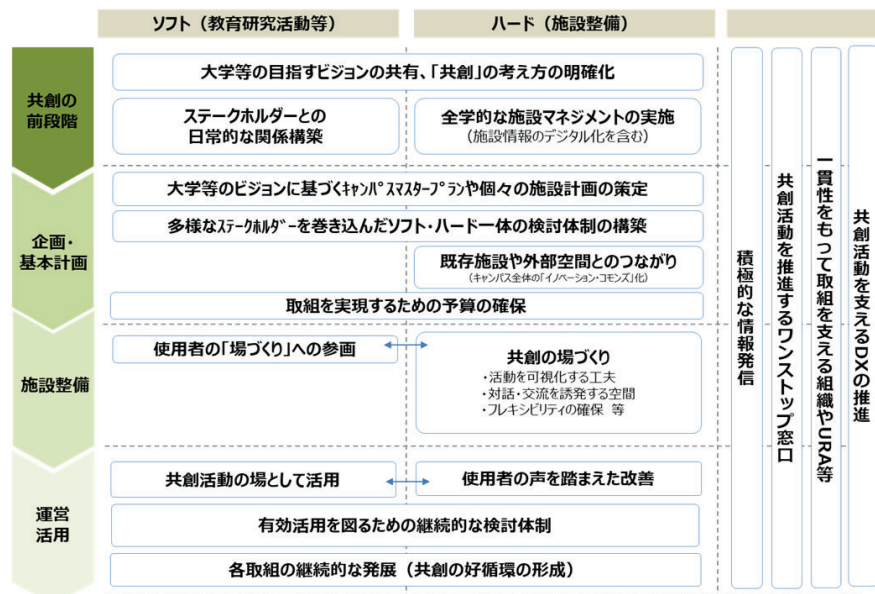 ソフト（教育研究活動等）
ハード（施設整備）
共創の
前段階
大学等の目指すビジョンの共有、「共創」の考え方の明確化
ステークホルダーとの
日常的な関係構築
全学的な施設マネジメントの実施
（施設情報のデジタル化を含む）
企画・
基本計画
大学等のビジョンに基づくｷｬﾝﾊﾟｽﾏｽﾀｰﾌﾟﾗﾝや個々の施設計画の策定
多様なｽﾃｰｸﾎﾙﾀﾞｰを巻き込んだソフト・ハード一体の検討体制の構築
既存施設や外部空間とのつながり
（キャンパス全体の「イノベーション・コモンズ」化）
取組を実現するための予算の確保
施設整備
使用者の「場づくり」への参画
共創の場づくり
・活動を可視化する工夫
・対話・交流を誘発する空間
・フレキシビリティの確保 等
運営
活用
共創活動の場として活用
使用者の声を踏まえた改善
有効活用を図るための継続的な検討体制
各取組の継続的な発展（共創の好循環の形成）
積極的な情報発信
共創活動を推進するワンストップ窓口
一貫性をもって取組を支える組織やURA等
共創活動を支えるDXの推進